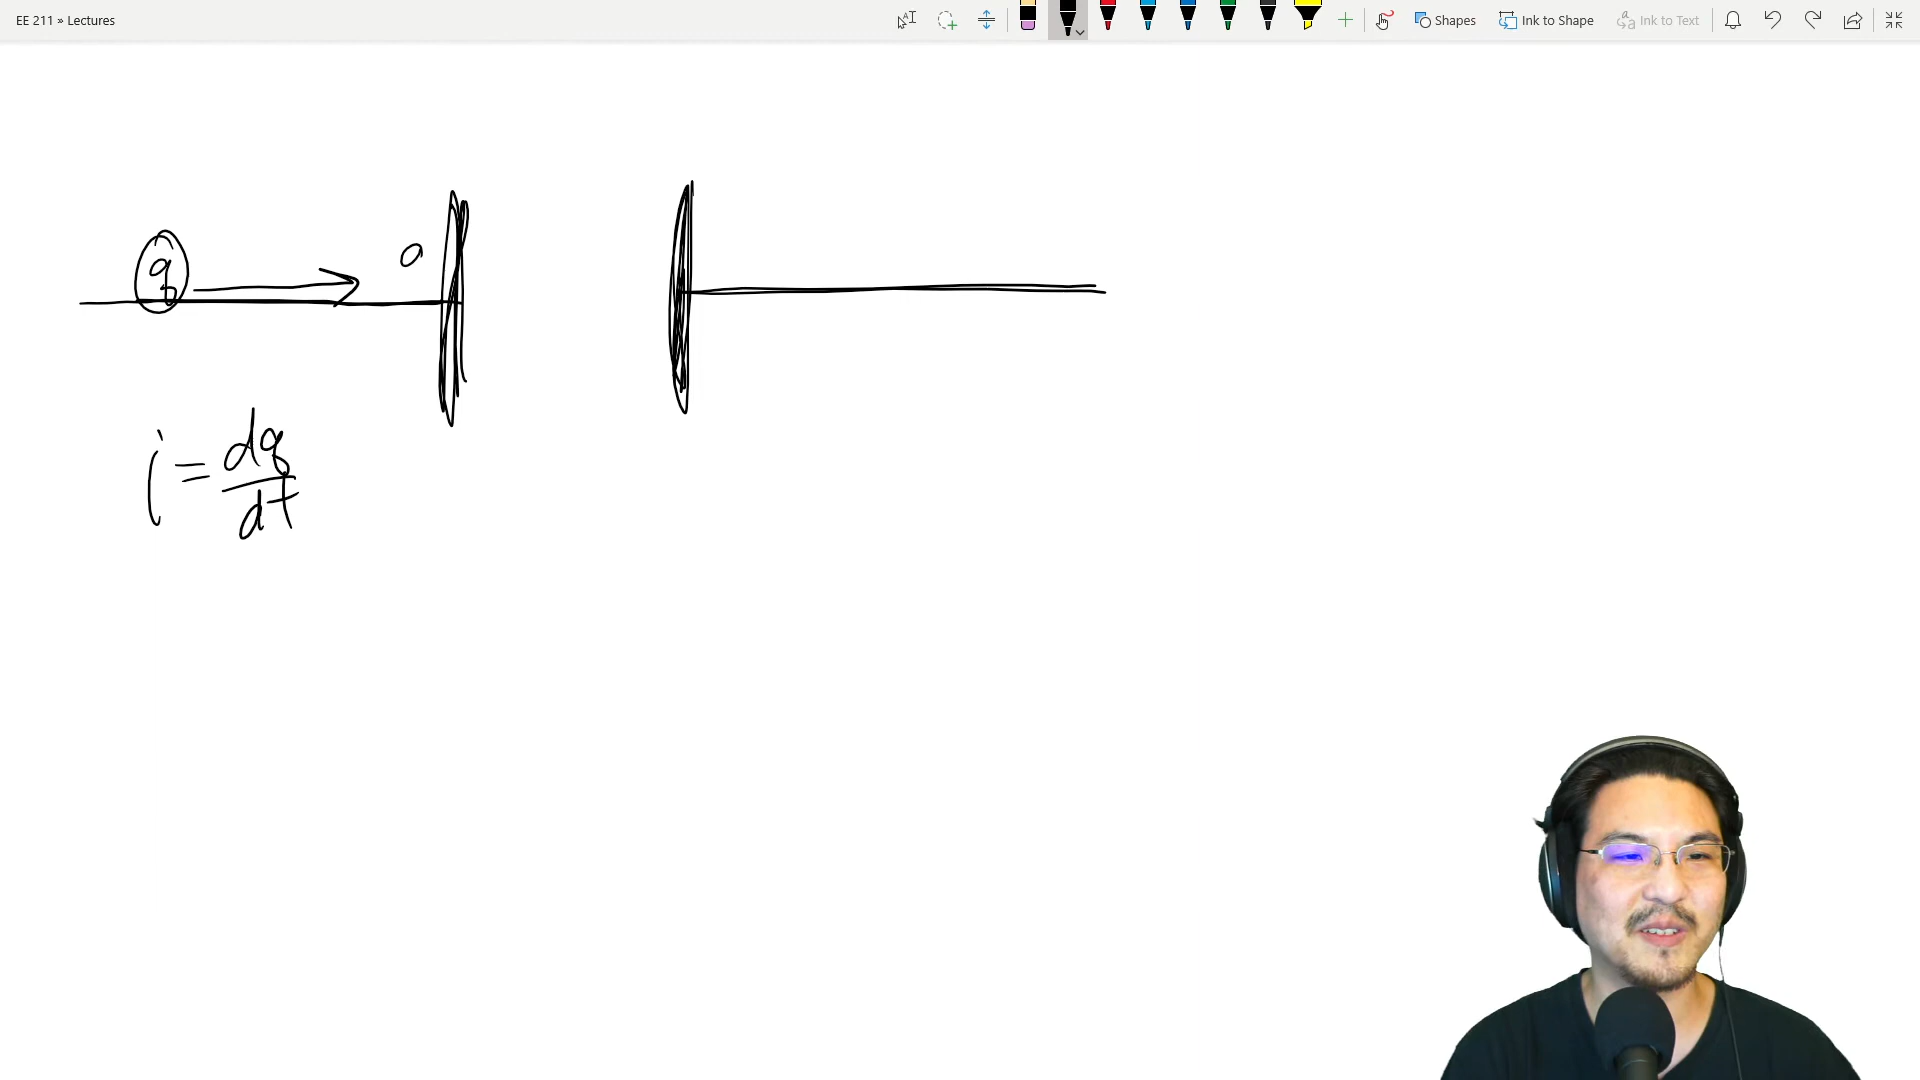 EE 211 » Lectures
Shapes
Ink to Shape
Ink to Text
q
i = dq
dt